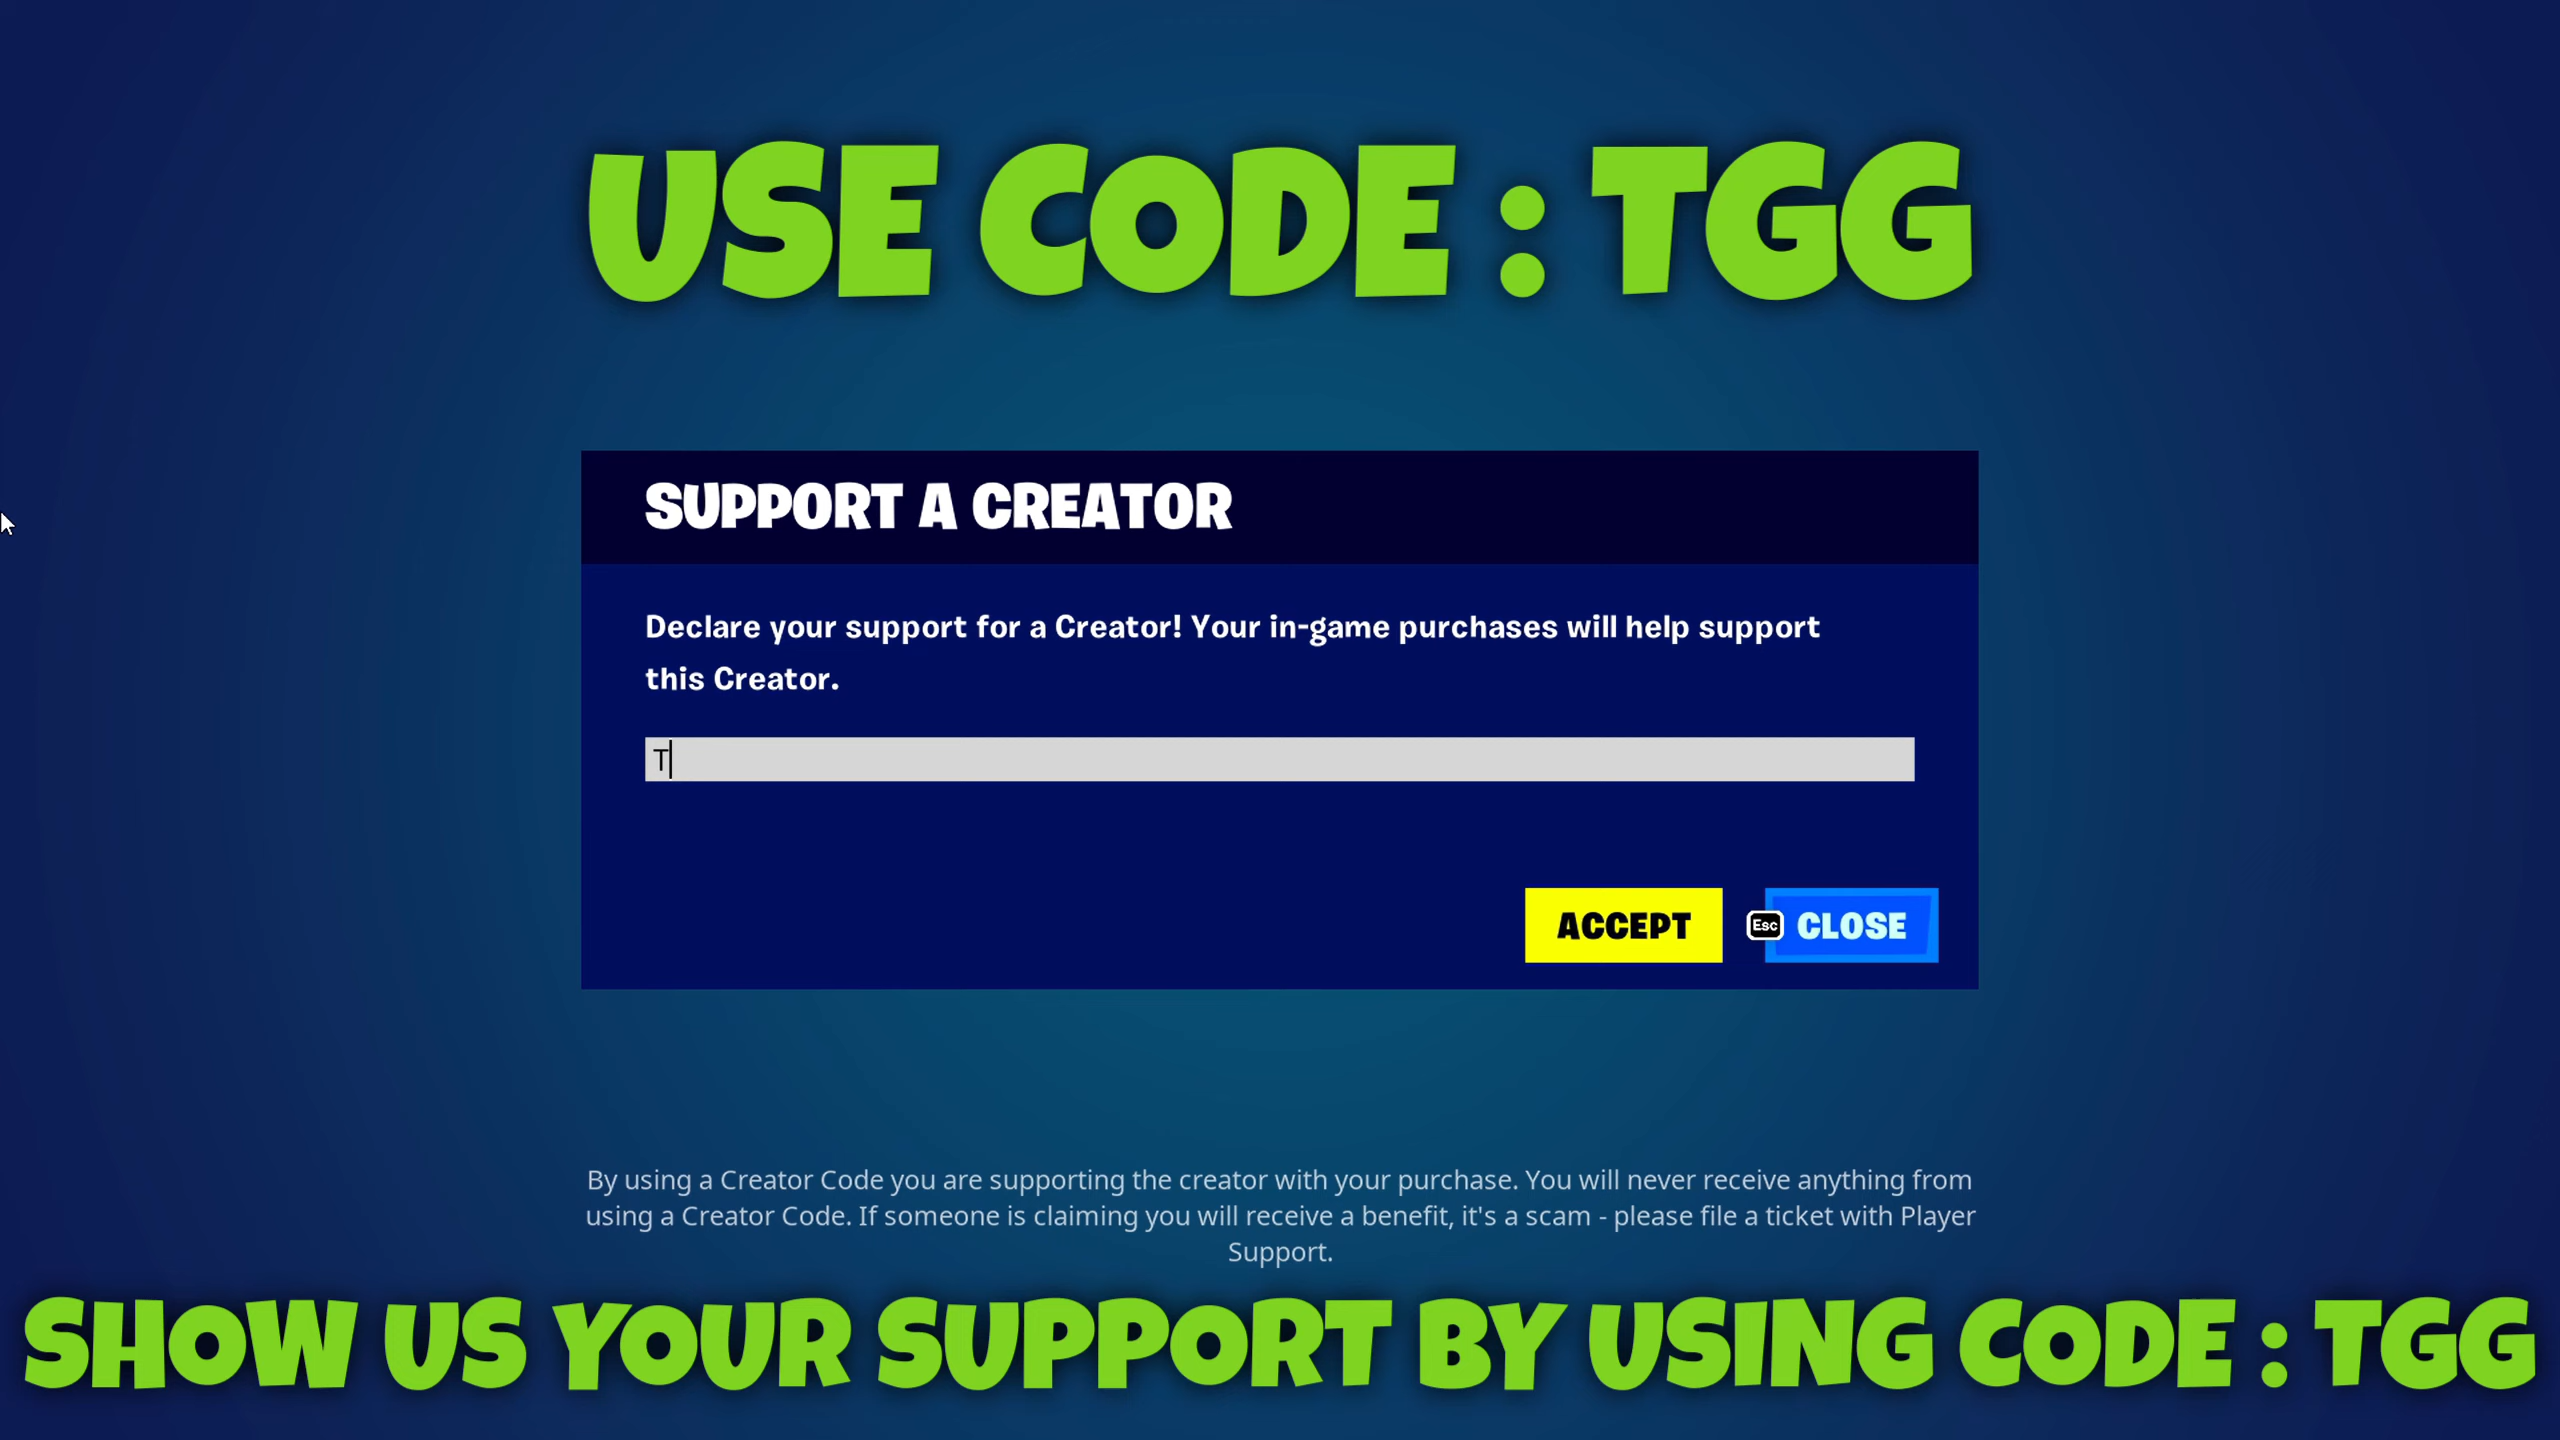 USE CODE : TGG
SUPPORT A CREATOR
Declare your support for a Creator! Your in-game purchases will help support
this Creator.
T
ACCEPT
Esc CLOSE
By using a Creator Code you are supporting the creator with your purchase. You will never receive anything from
using a Creator Code. If someone is claiming you will receive a benefit, it's a scam - please file a ticket with Player
Support.
SHOW US YOUR SUPPORT BY USING CODE : TGG